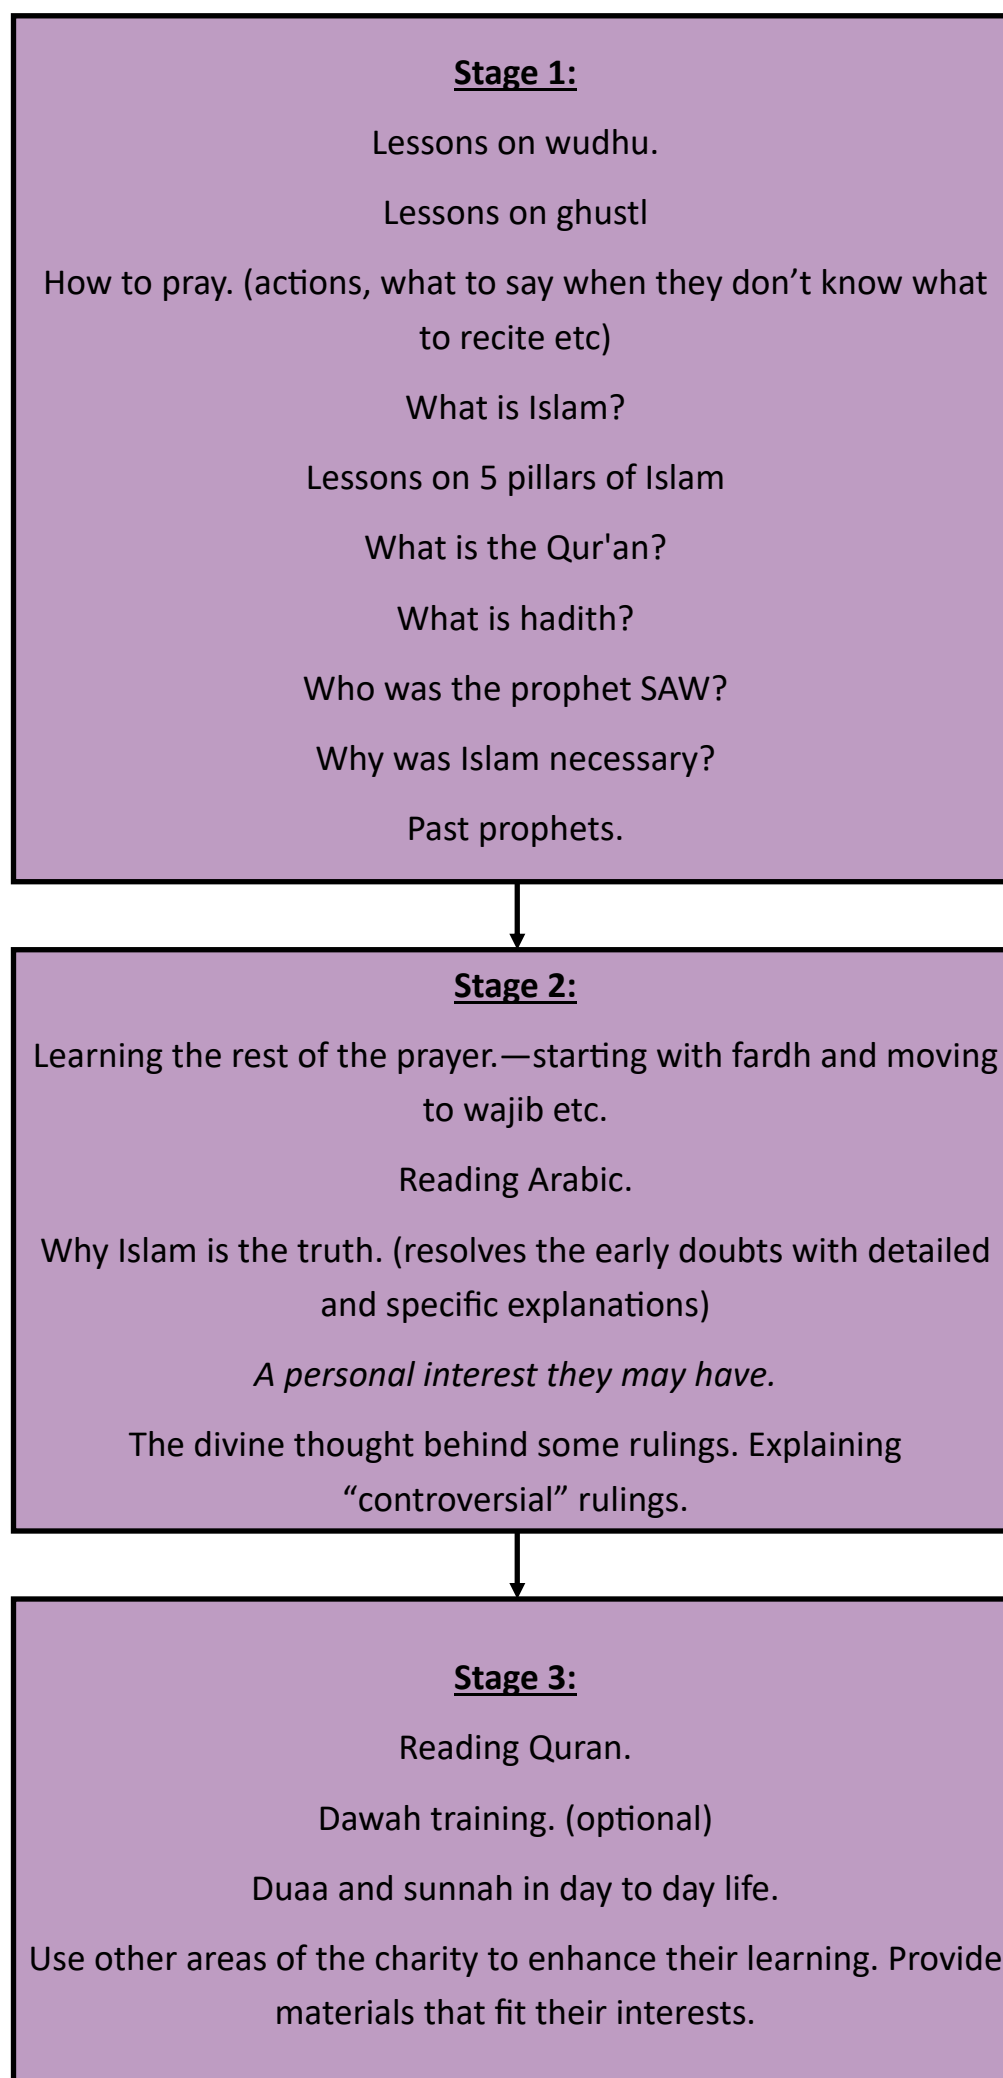 Stage 1:
Lessons on wudhu.
Lessons on ghustl
How to pray. (actions, what to say when they don’t know what
to recite etc)
What is Islam?
Lessons on 5 pillars of Islam
What is the Qur'an?
What is hadith?
Who was the prophet SAW?
Why was Islam necessary?
Past prophets.
Stage 2:
Learning the rest of the prayer.—starting with fardh and moving
to wajib etc.
Reading Arabic.
Why Islam is the truth. (resolves the early doubts with detailed
and specific explanations)
A personal interest they may have.
The divine thought behind some rulings. Explaining
“controversial” rulings.
Stage 3:
Reading Quran.
Dawah training. (optional)
Duaa and sunnah in day to day life.
Use other areas of the charity to enhance their learning. Provide
materials that fit their interests.